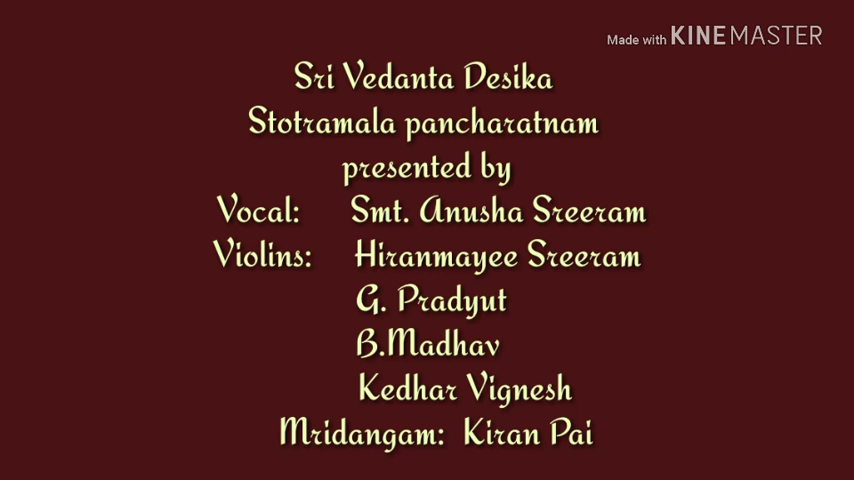 Made with KINEMASTER
Sri Vedanta Desika
Stotramala pancharatnam
presented by
Vocal: Smt. Anusha Sreeram
Violins: Hiranmayee Sreeram
G. Pradyut
B.Madhav
Kedhar Vignesh
Mridangam: Kiran Pai